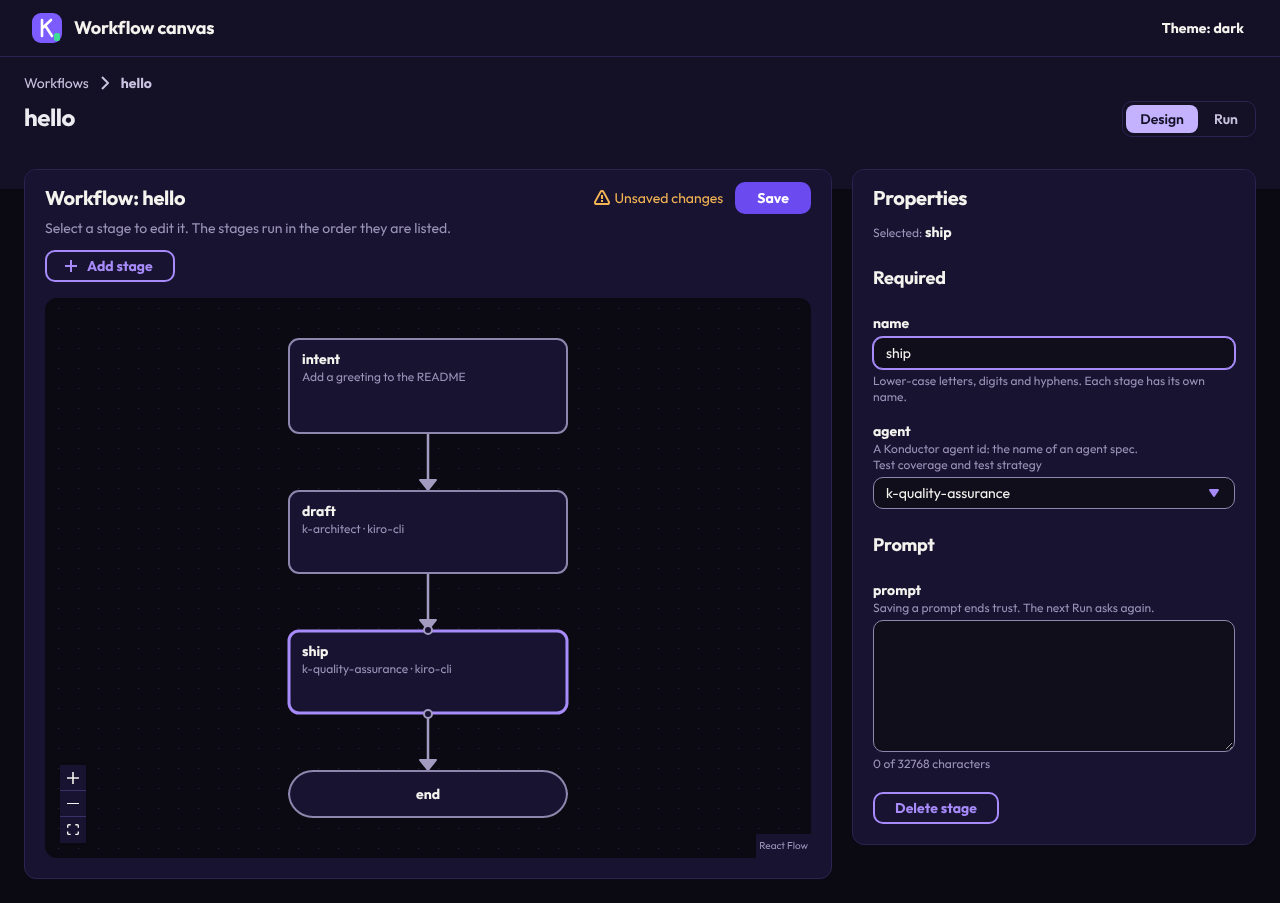 K
Workflow canvas
Theme: dark
Workflows
hello
hello
Design
Run
Workflow: hello
Unsaved changes
Save
Select a stage to edit it. The stages run in the order they are listed.
Add stage
intent
Add a greeting to the README
draft
k-architect · kiro-cli
ship
k-quality-assurance · kiro-cli
end
React Flow
Properties
Selected: ship
Required
name
ship
Lower-case letters, digits and hyphens. Each stage has its own
name.
agent
A Konductor agent id: the name of an agent spec.
Test coverage and test strategy
k-quality-assurance
Prompt
prompt
Saving a prompt ends trust. The next Run asks again.
0 of 32768 characters
Delete stage